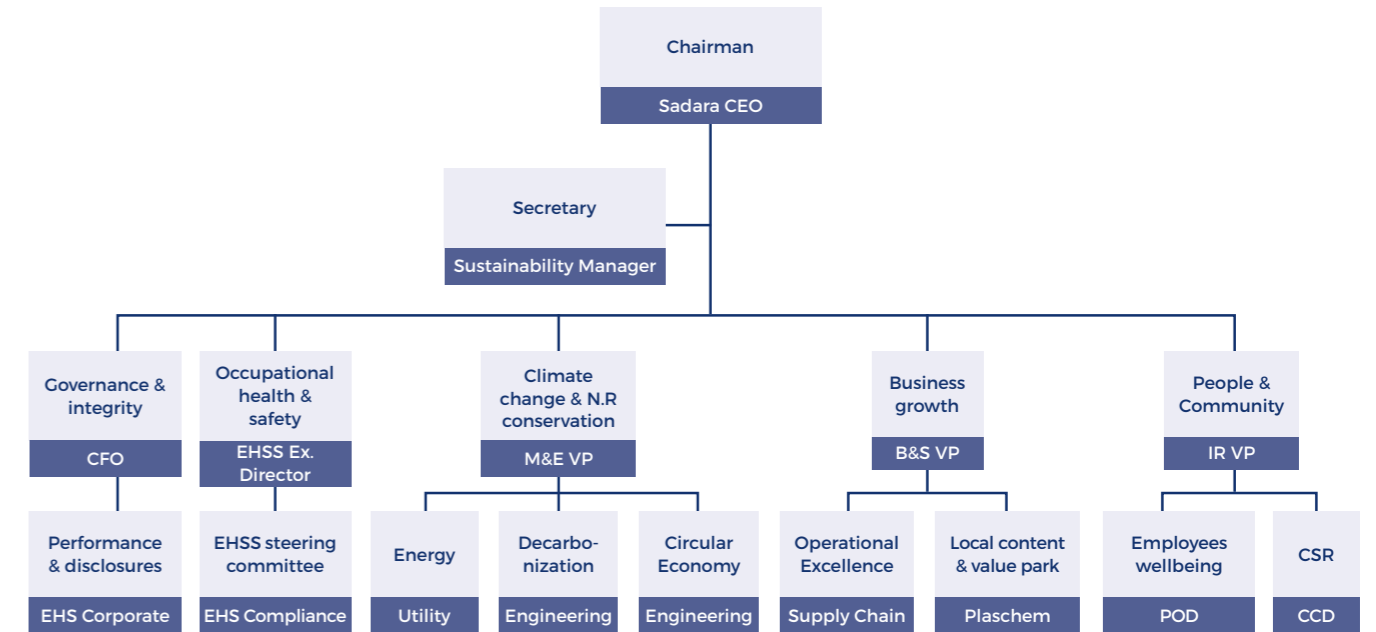 Chairman
Sadara CEO
Secretary
Sustainability Manager
Governance &
integrity
CFO
Occupational
health &
safety
EHSS Ex.
Director
Climate
change & N.R
conservation
M&E VP
Business
growth
B&S VP
People &
Community
IR VP
Performance
& disclosures
EHS Corporate
EHSS steering
committee
EHS Compliance
Energy
Utility
Decarbo-
nization
Engineering
Circular
Economy
Engineering
Operational
Excellence
Supply Chain
Local content
& value park
Plaschem
Employees
wellbeing
POD
CSR
CCD